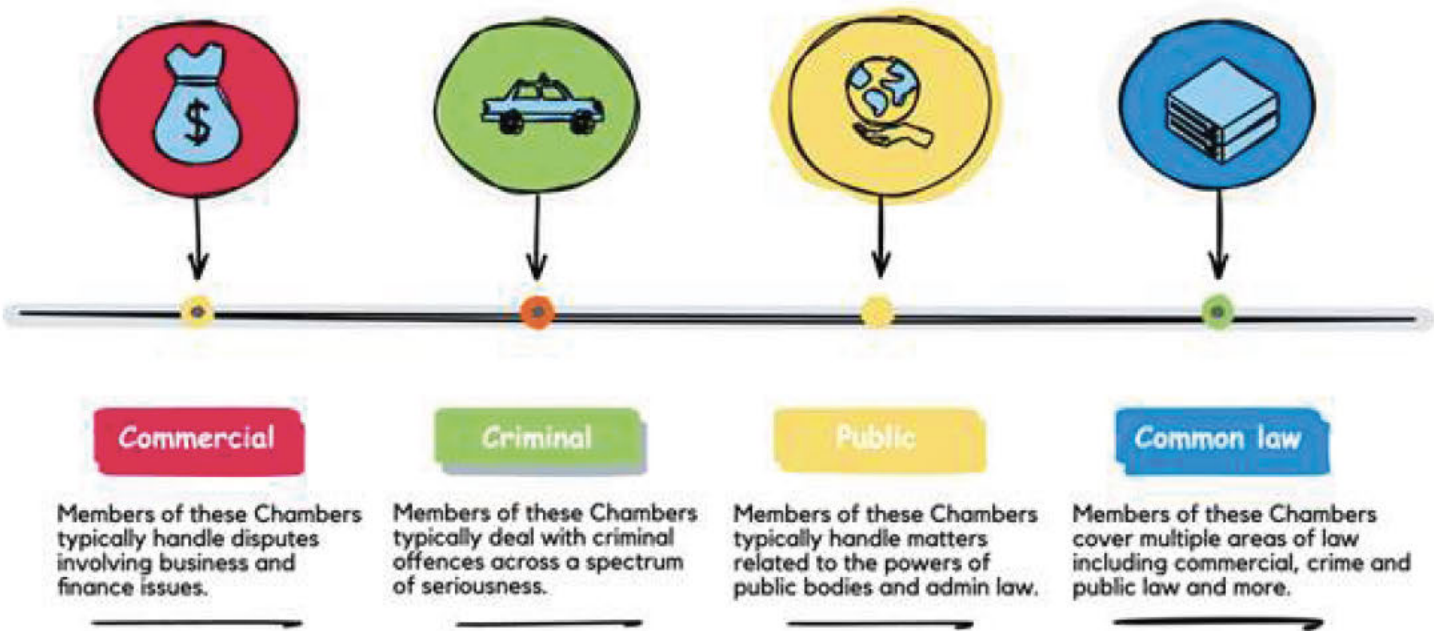 $
Commercial
Criminal
Public
Common law
Members of these Chambers
typically handle disputes
involving business and
finance issues.
Members of these Chambers
typically deal with criminal
offences across a spectrum
of seriousness.
Members of these Chambers
typically handle matters
related to the powers of
public bodies and admin law.
Members of these Chambers
cover multiple areas of law
including commercial, crime and
public law and more.